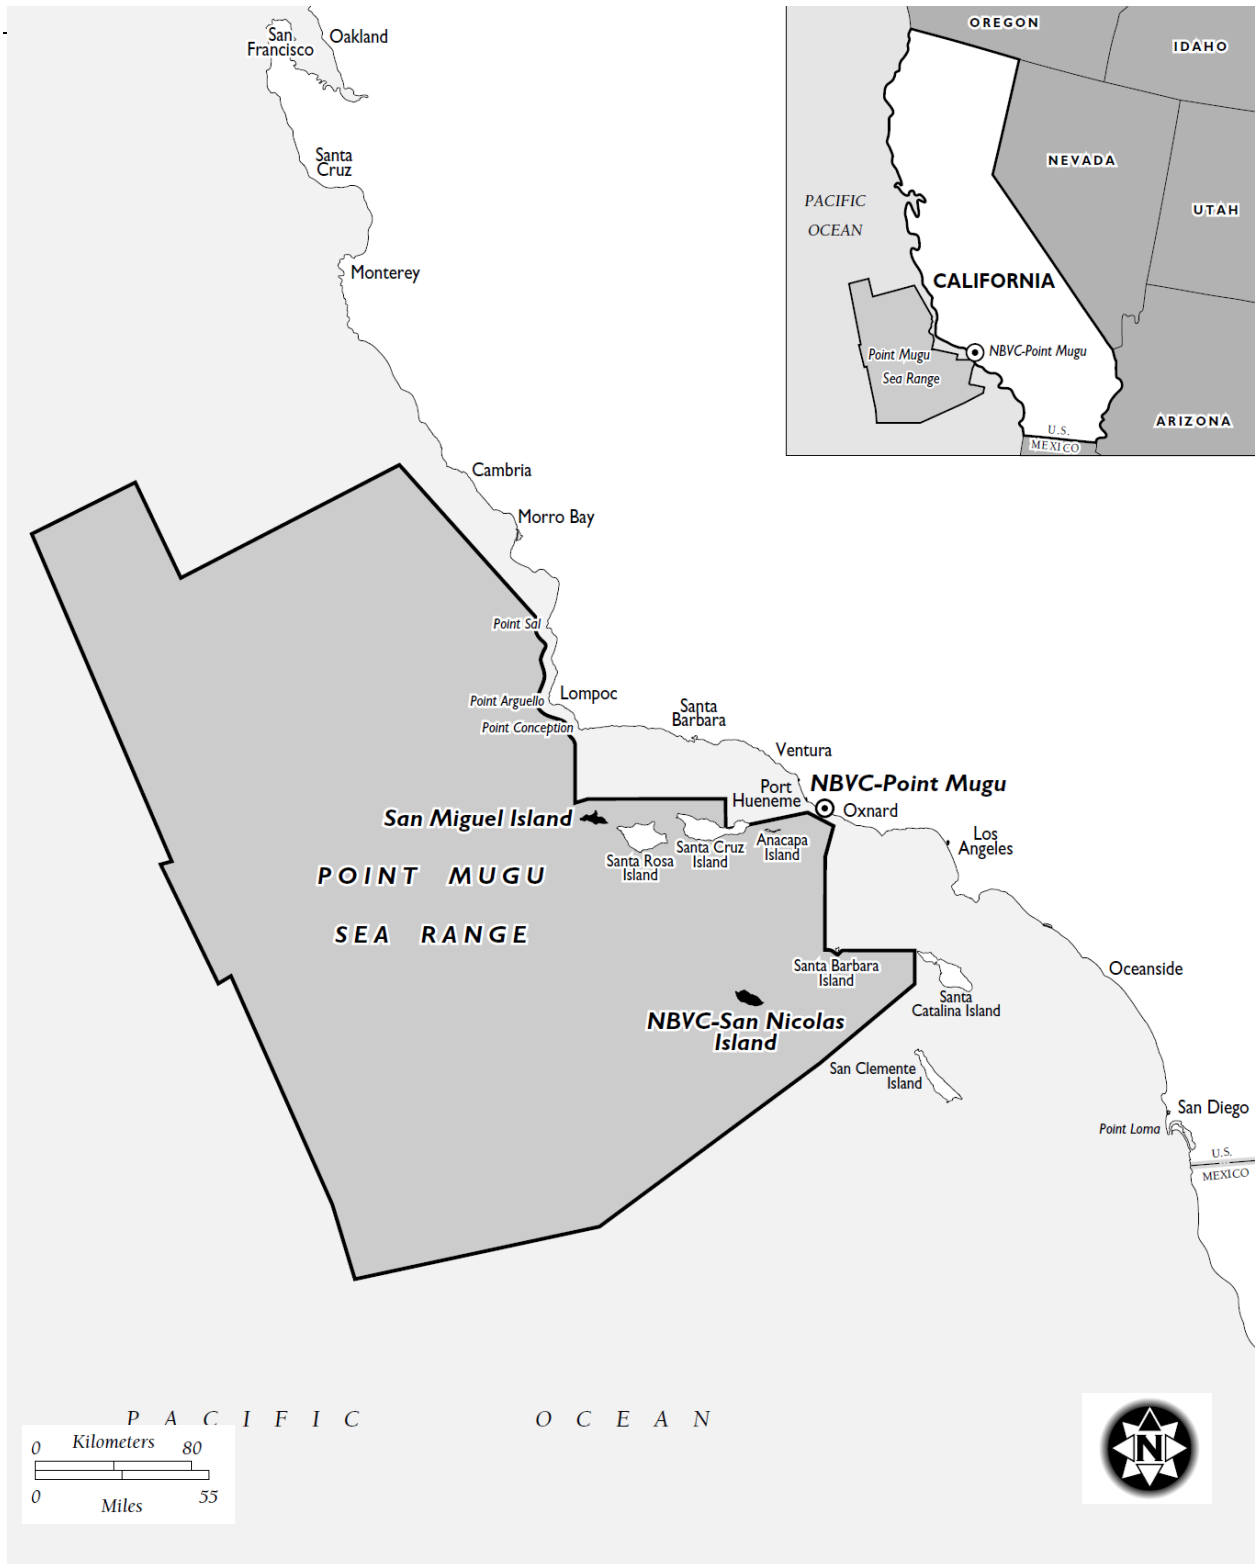 San
Francisco
Oakland
Santa
Cruz
Monterey
Cambria
Morro Bay
Point Sal
Point Arguello
Lompoc
Point Conception
Santa
Barbara
Ventura
Port
Hueneme
NBVC-Point Mugu
Oxnard
Los
Angeles
San Miguel Island
Santa Rosa
Island
Santa Cruz
Island
Anacapa
Island
POINT MUGU
SEA RANGE
Santa Barbara
Island
Oceanside
Santa
Catalina Island
NBVC-San Nicolas
Island
San Clemente
Island
San Diego
Point Loma
U.S.
MEXICO
PACIFIC OCEAN
0 Kilometers 80
0 Miles 55
N
OREGON
IDAHO
NEVADA
UTAH
PACIFIC
OCEAN
CALIFORNIA
Point Mugu
Sea Range
NBVC-Point Mugu
ARIZONA
U.S.
MEXICO